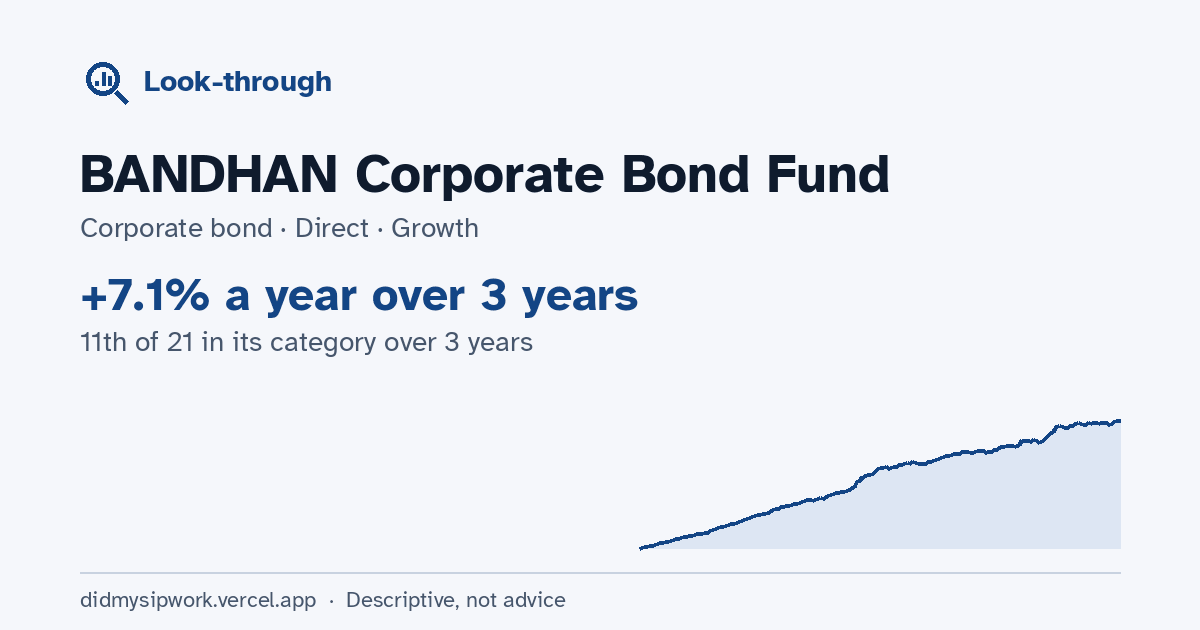 Look-through
BANDHAN Corporate Bond Fund
Corporate bond · Direct · Growth
+7.1% a year over 3 years
11th of 21 in its category over 3 years
didmysipwork.vercel.app · Descriptive, not advice